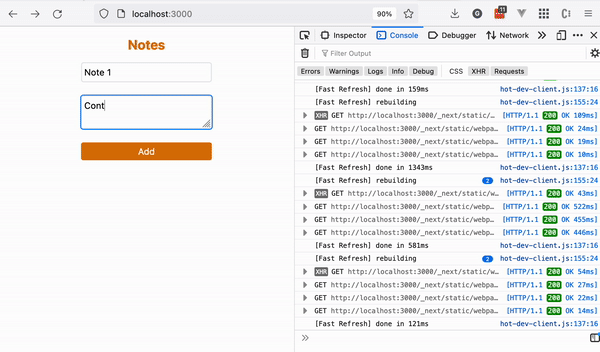 localhost:3000
90%
11
Notes
Note 1
Cont
Add
Inspector Console Debugger Network
Filter Output
Errors Warnings Logs Info Debug CSS XHR Requests
[Fast Refresh] done in 159ms hot-dev-client.js:137:16
[Fast Refresh] rebuilding hot-dev-client.js:155:24
XHR GET http://localhost:3000/_next/static/… [HTTP/1.1 200 OK 109ms]
GET http://localhost:3000/_next/static/webpa… [HTTP/1.1 200 OK 24ms]
GET http://localhost:3000/_next/static/webpa… [HTTP/1.1 200 OK 19ms]
GET http://localhost:3000/_next/static/webpa… [HTTP/1.1 200 OK 10ms]
[Fast Refresh] done in 1343ms hot-dev-client.js:137:16
[Fast Refresh] rebuilding 2 hot-dev-client.js:155:24
XHR GET http://localhost:3000/_next/static/w… [HTTP/1.1 200 OK 43ms]
GET http://localhost:3000/_next/static/webpa… [HTTP/1.1 200 OK 522ms]
GET http://localhost:3000/_next/static/webpa… [HTTP/1.1 200 OK 455ms]
GET http://localhost:3000/_next/static/webpa… [HTTP/1.1 200 OK 446ms]
[Fast Refresh] done in 581ms hot-dev-client.js:137:16
[Fast Refresh] rebuilding 2 hot-dev-client.js:155:24
XHR GET http://localhost:3000/_next/static/w… [HTTP/1.1 200 OK 54ms]
GET http://localhost:3000/_next/static/webpa… [HTTP/1.1 200 OK 27ms]
GET http://localhost:3000/_next/static/webpa… [HTTP/1.1 200 OK 22ms]
GET http://localhost:3000/_next/static/webpa… [HTTP/1.1 200 OK 14ms]
[Fast Refresh] done in 121ms hot-dev-client.js:137:16